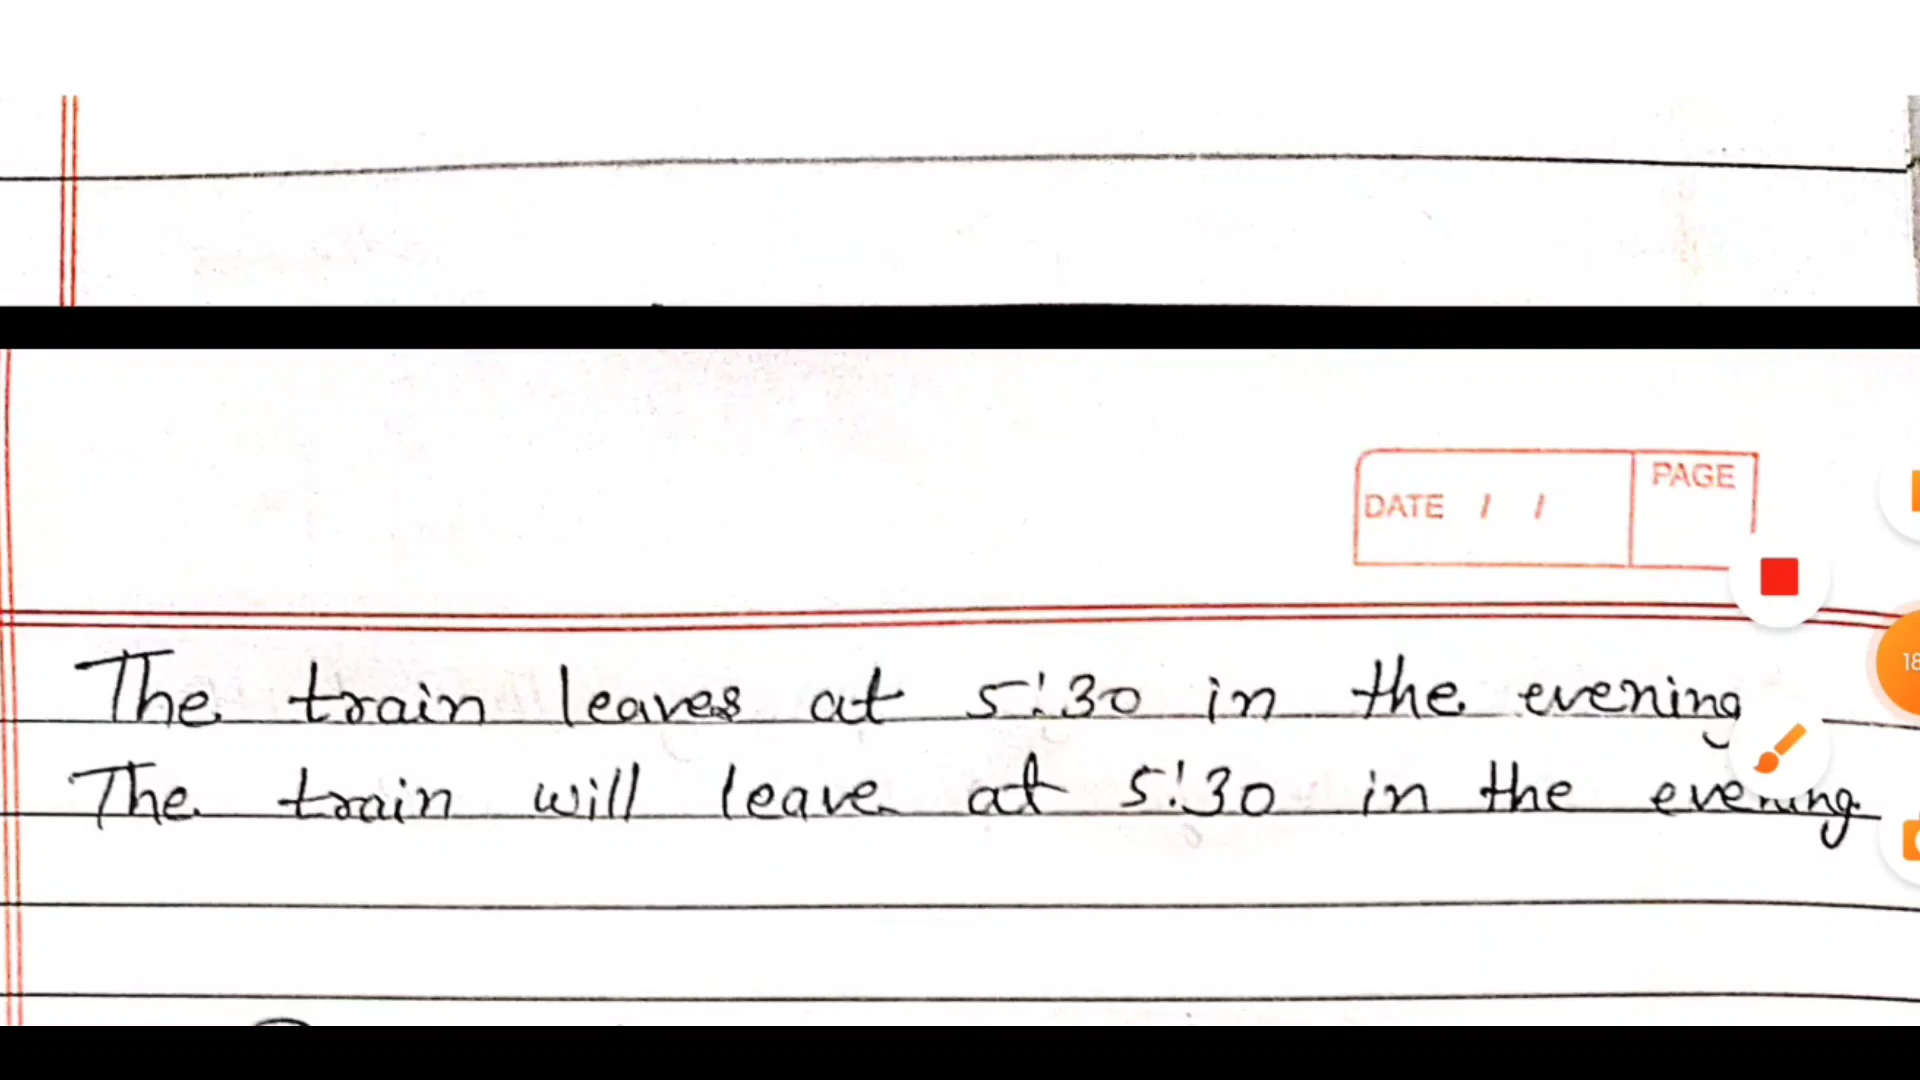 DATE / / PAGE
18
The train leaves at 5:30 in the evening
The train will leave at 5:30 in the evening.